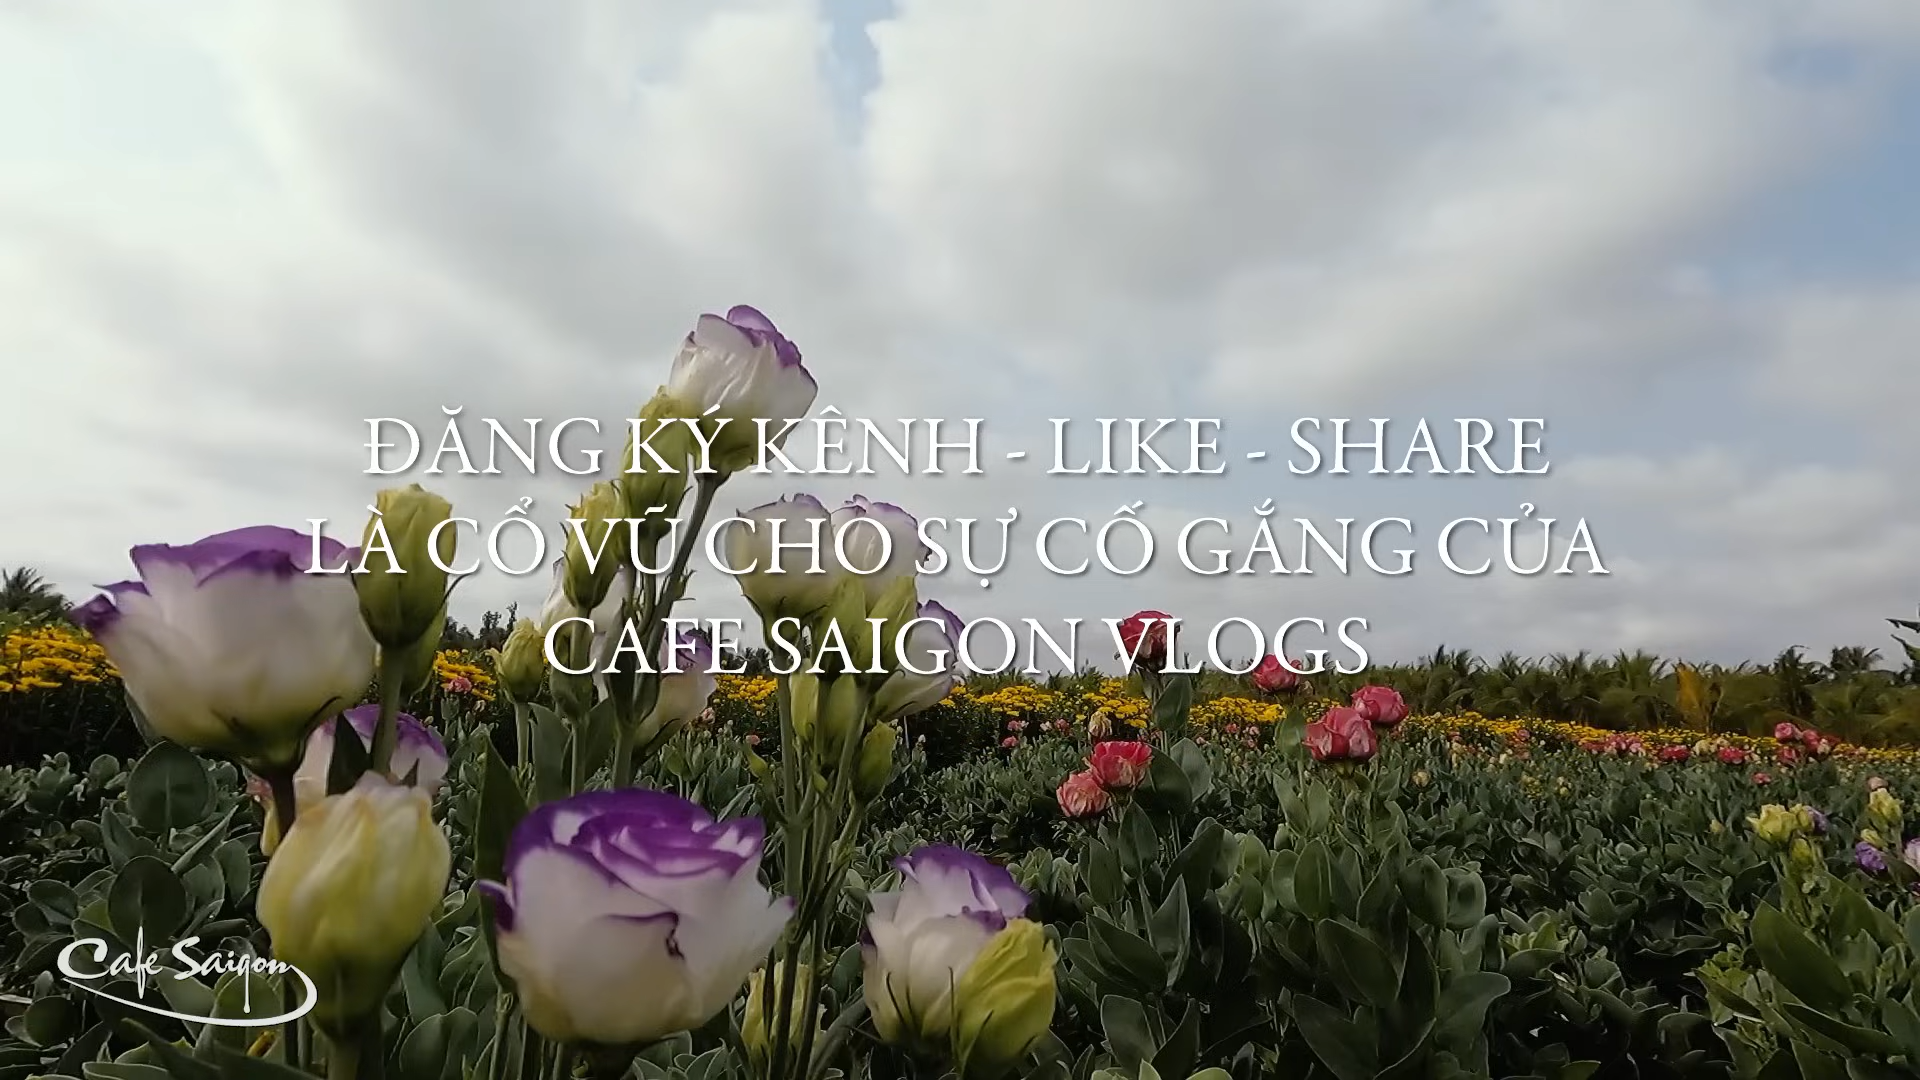 ĐĂNG KÝ KÊNH - LIKE - SHARE
LÀ CỔ VŨ CHO SỰ CỐ GẮNG CỦA
CAFE SAIGON VLOGS
Cafe Saigon